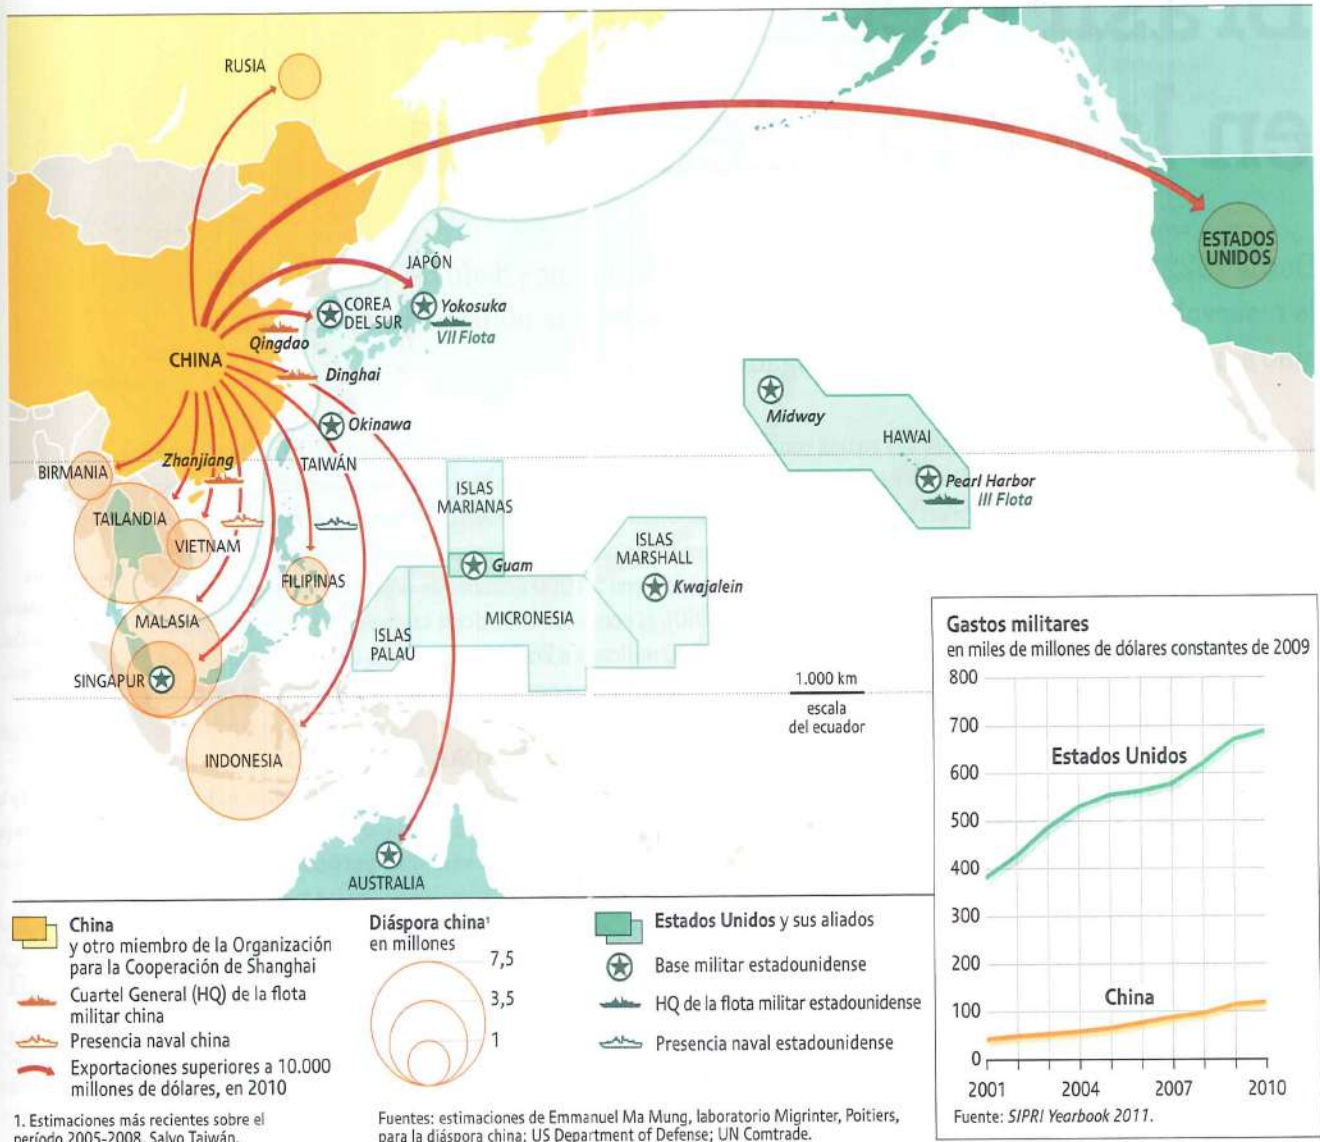 RUSIA
ESTADOS
UNIDOS
JAPÓN
COREA
DEL SUR
Yokosuka
VII Flota
Qingdao
CHINA
Dinghai
Okinawa
Midway
HAWAI
Pearl Harbor
III Flota
BIRMANIA
Zhanjiang
TAIWÁN
TAILANDIA
VIETNAM
ISLAS
MARIANAS
ISLAS
MARSHALL
Guam
Kwajalein
FILIPINAS
MICRONESIA
MALASIA
ISLAS
PALAU
SINGAPUR
INDONESIA
AUSTRALIA
1.000 km
escala
del ecuador
Gastos militares
en miles de millones de dólares constantes de 2009
800
700
Estados Unidos
600
500
400
300
200
China
100
0
2001 2004 2007 2010
Fuente: SIPRI Yearbook 2011.
China
y otro miembro de la Organización
para la Cooperación de Shanghai
Cuartel General (HQ) de la flota
militar china
Presencia naval china
Exportaciones superiores a 10.000
millones de dólares, en 2010
Diáspora china¹
en millones
7,5
3,5
1
Estados Unidos y sus aliados
Base militar estadounidense
HQ de la flota militar estadounidense
Presencia naval estadounidense
1. Estimaciones más recientes sobre el
período 2005-2008. Salvo Taiwán.
Fuentes: estimaciones de Emmanuel Ma Mung, laboratorio Migrinter, Poitiers,
para la diáspora china; US Department of Defense; UN Comtrade.